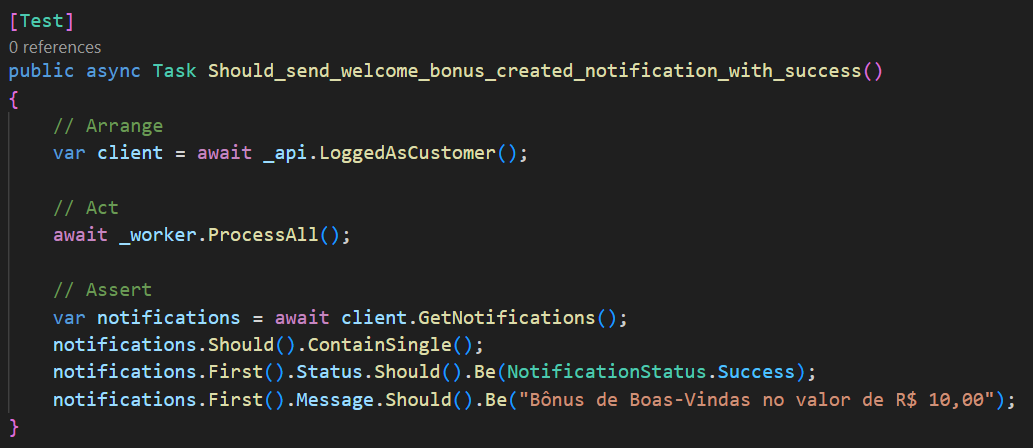 [Test]
0 references
public async Task Should_send_welcome_bonus_created_notification_with_success()
{
// Arrange
var client = await _api.LoggedAsCustomer();
// Act
await _worker.ProcessAll();
// Assert
var notifications = await client.GetNotifications();
notifications.Should().ContainSingle();
notifications.First().Status.Should().Be(NotificationStatus.Success);
notifications.First().Message.Should().Be("Bônus de Boas-Vindas no valor de R$ 10,00");
}